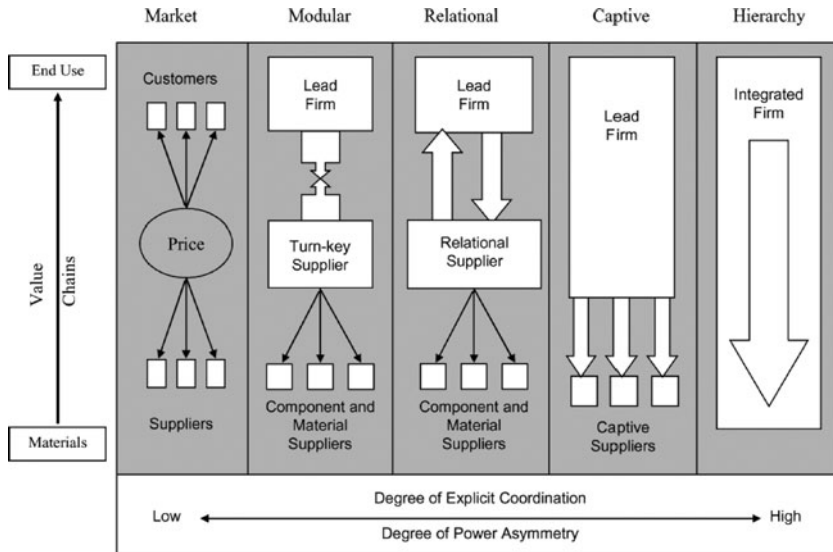 Market
Modular
Relational
Captive
Hierarchy
End Use
Value
Chains
Materials
Customers
Price
Suppliers
Lead
Firm
Turn-key
Supplier
Component and
Material
Suppliers
Lead
Firm
Relational
Supplier
Component and
Material
Suppliers
Lead
Firm
Captive
Suppliers
Integrated
Firm
Degree of Explicit Coordination
Low
High
Degree of Power Asymmetry